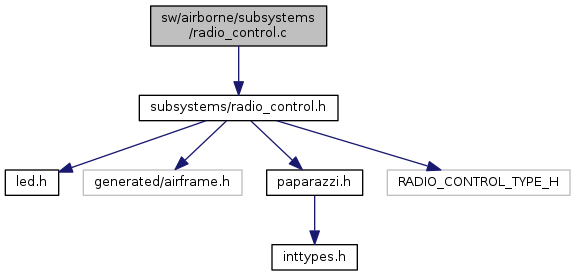 sw/airborne/subsystems
/radio_control.c
subsystems/radio_control.h
led.h
generated/airframe.h
paparazzi.h
RADIO_CONTROL_TYPE_H
inttypes.h